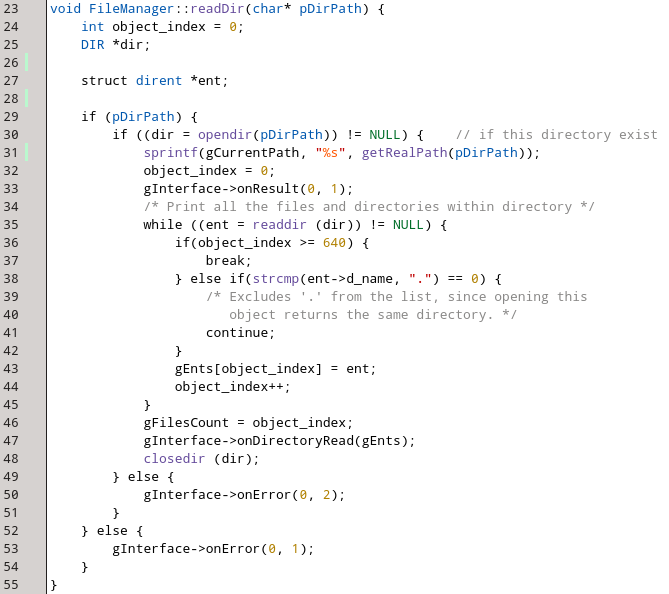 23 void FileManager::readDir(char* pDirPath) {
24     int object_index = 0;
25     DIR *dir;
26
27     struct dirent *ent;
28
29     if (pDirPath) {
30         if ((dir = opendir(pDirPath)) != NULL) {    // if this directory exist
31             sprintf(gCurrentPath, "%s", getRealPath(pDirPath));
32             object_index = 0;
33             gInterface->onResult(0, 1);
34             /* Print all the files and directories within directory */
35             while ((ent = readdir (dir)) != NULL) {
36                 if(object_index >= 640) {
37                     break;
38                 } else if(strcmp(ent->d_name, ".") == 0) {
39                     /* Excludes '.' from the list, since opening this
40                        object returns the same directory. */
41                     continue;
42                 }
43                 gEnts[object_index] = ent;
44                 object_index++;
45             }
46             gFilesCount = object_index;
47             gInterface->onDirectoryRead(gEnts);
48             closedir (dir);
49         } else {
50             gInterface->onError(0, 2);
51         }
52     } else {
53         gInterface->onError(0, 1);
54     }
55 }